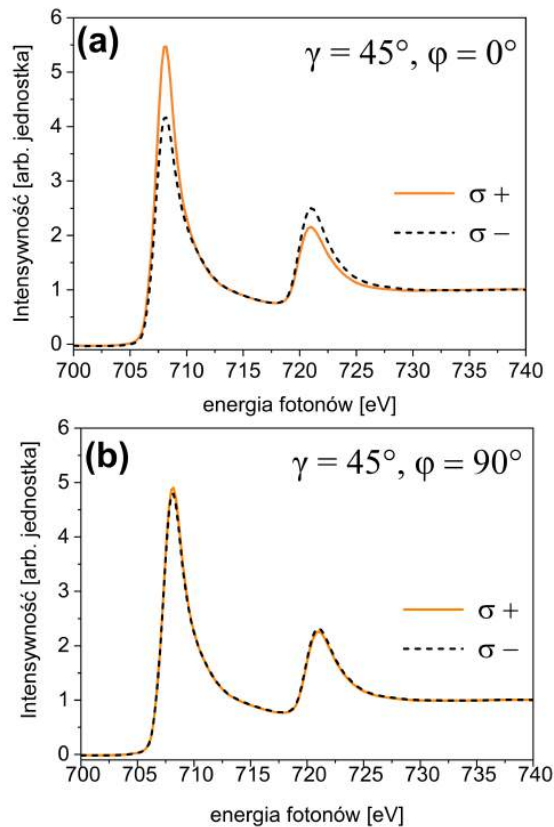 (a)
γ = 45°, φ = 0°
Intensywność [arb. jednostka]
6
5
4
3
2
1
0
σ +
σ −
700 705 710 715 720 725 730 735 740
energia fotonów [eV]
(b)
γ = 45°, φ = 90°
Intensywność [arb. jednostka]
6
5
4
3
2
1
0
σ +
σ −
700 705 710 715 720 725 730 735 740
energia fotonów [eV]